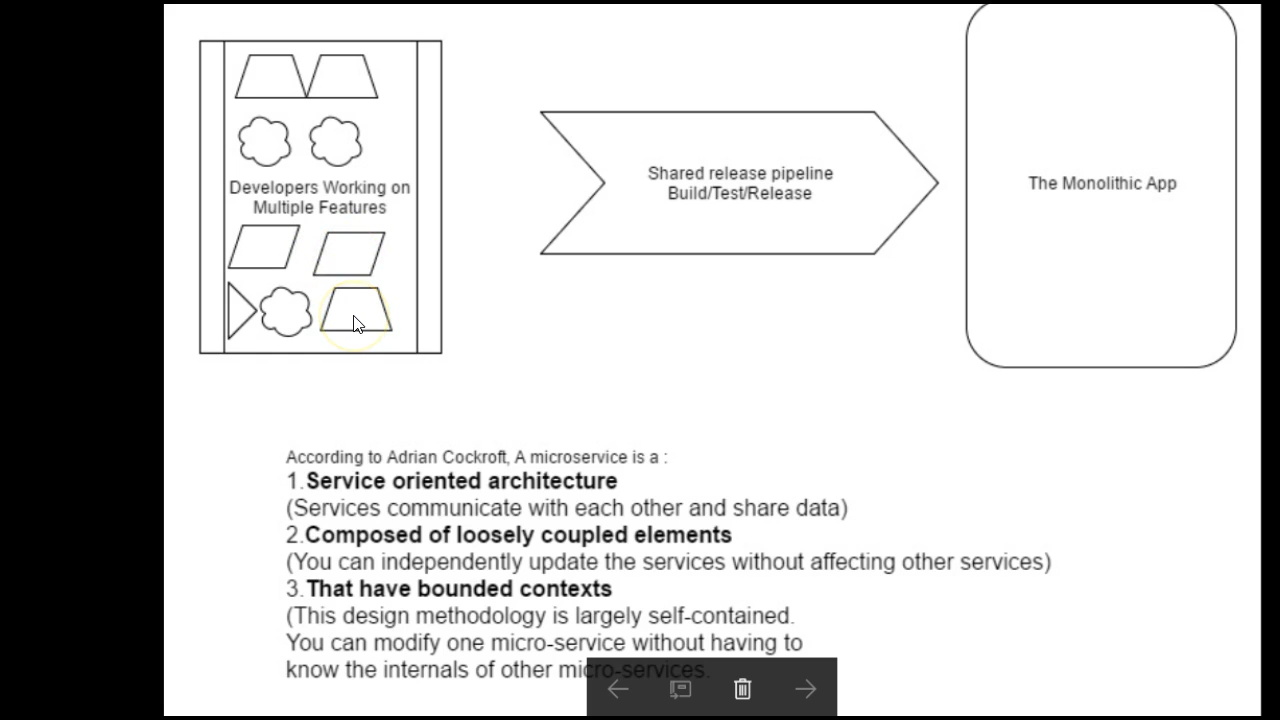 Developers Working on
Multiple Features
Shared release pipeline
Build/Test/Release
The Monolithic App
According to Adrian Cockroft, A microservice is a :
1.Service oriented architecture
(Services communicate with each other and share data)
2.Composed of loosely coupled elements
(You can independently update the services without affecting other services)
3.That have bounded contexts
(This design methodology is largely self-contained.
You can modify one micro-service without having to
know the internals of other micro-services.